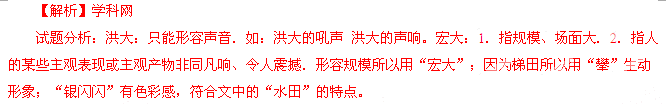 【解析】学科网
试题分析：洪大：只能形容声音．如：洪大的吼声 洪大的声响。宏大：1．指规模、场面大．2．指人
的某些主观表现或主观产物非同凡响、令人震撼．形容规模所以用“宏大”；因为梯田所以用“攀”生动
形象；“银闪闪”有色彩感，符合文中的“水田”的特点。